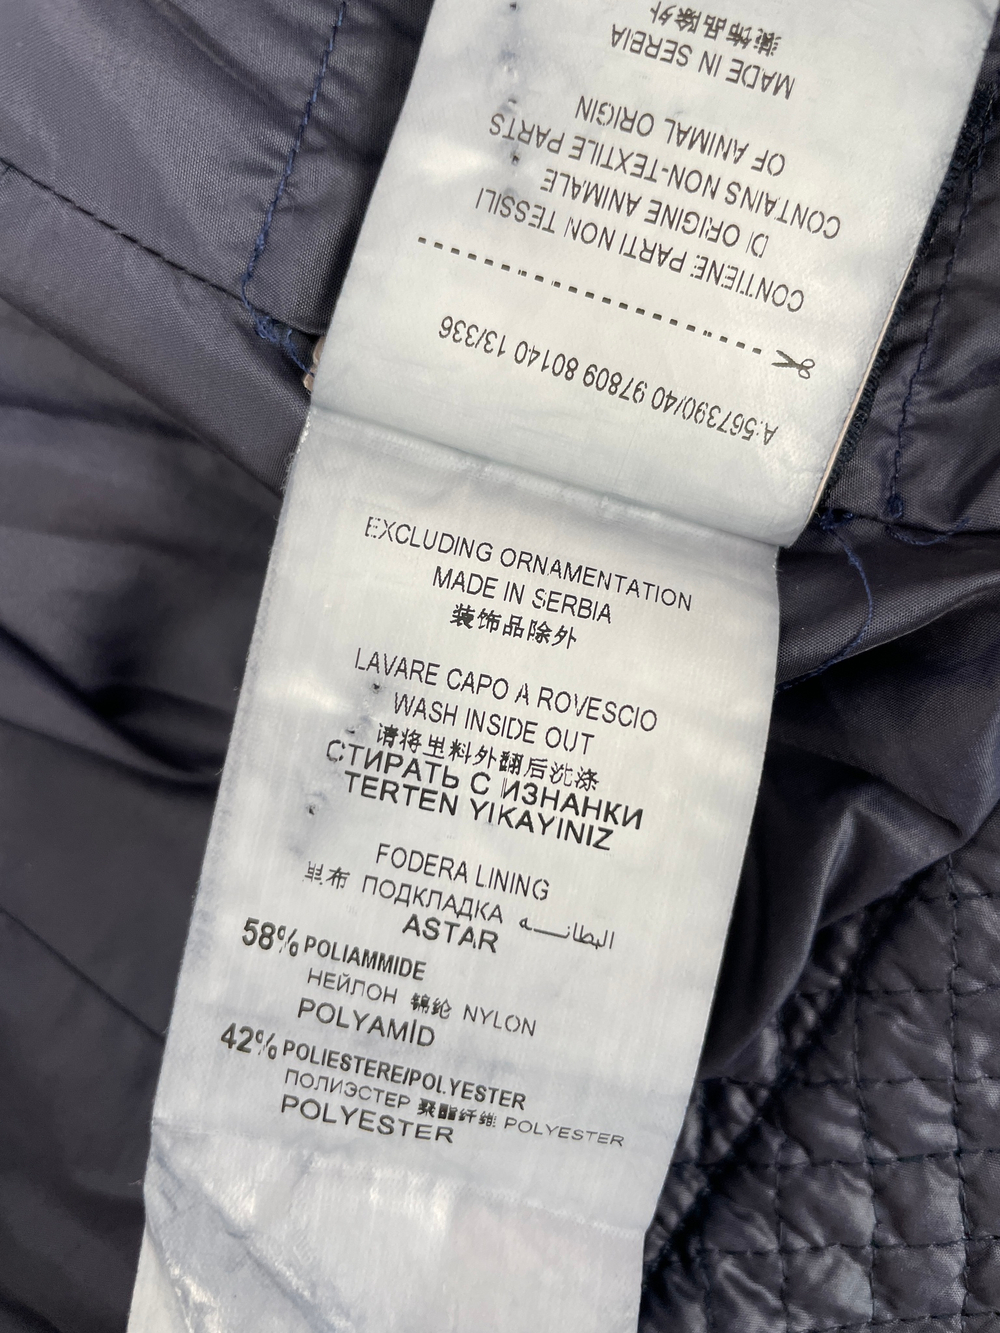 A:567390/40 97809 80140 13/336
CONTIENE PARTI NON TESSILI
DI ORIGINE ANIMALE
CONTAINS NON-TEXTILE PARTS
OF ANIMAL ORIGIN
MADE IN SERBIA
装饰品除外
EXCLUDING ORNAMENTATION
MADE IN SERBIA
装饰品除外
LAVARE CAPO A ROVESCIO
WASH INSIDE OUT
请将里料外翻后洗涤
СТИРАТЬ С ИЗНАНКИ
TERTEN YIKAYINIZ
FODERA LINING
里布 ПОДКЛАДКА البطانــــه
ASTAR
58% POLIAMMIDE
НЕЙЛОН 锦纶 NYLON
POLYAMİD
42% POLIESTERE/POLYESTER
ПОЛИЭСТЕР 聚酯纤维 POLYESTER
POLYESTER